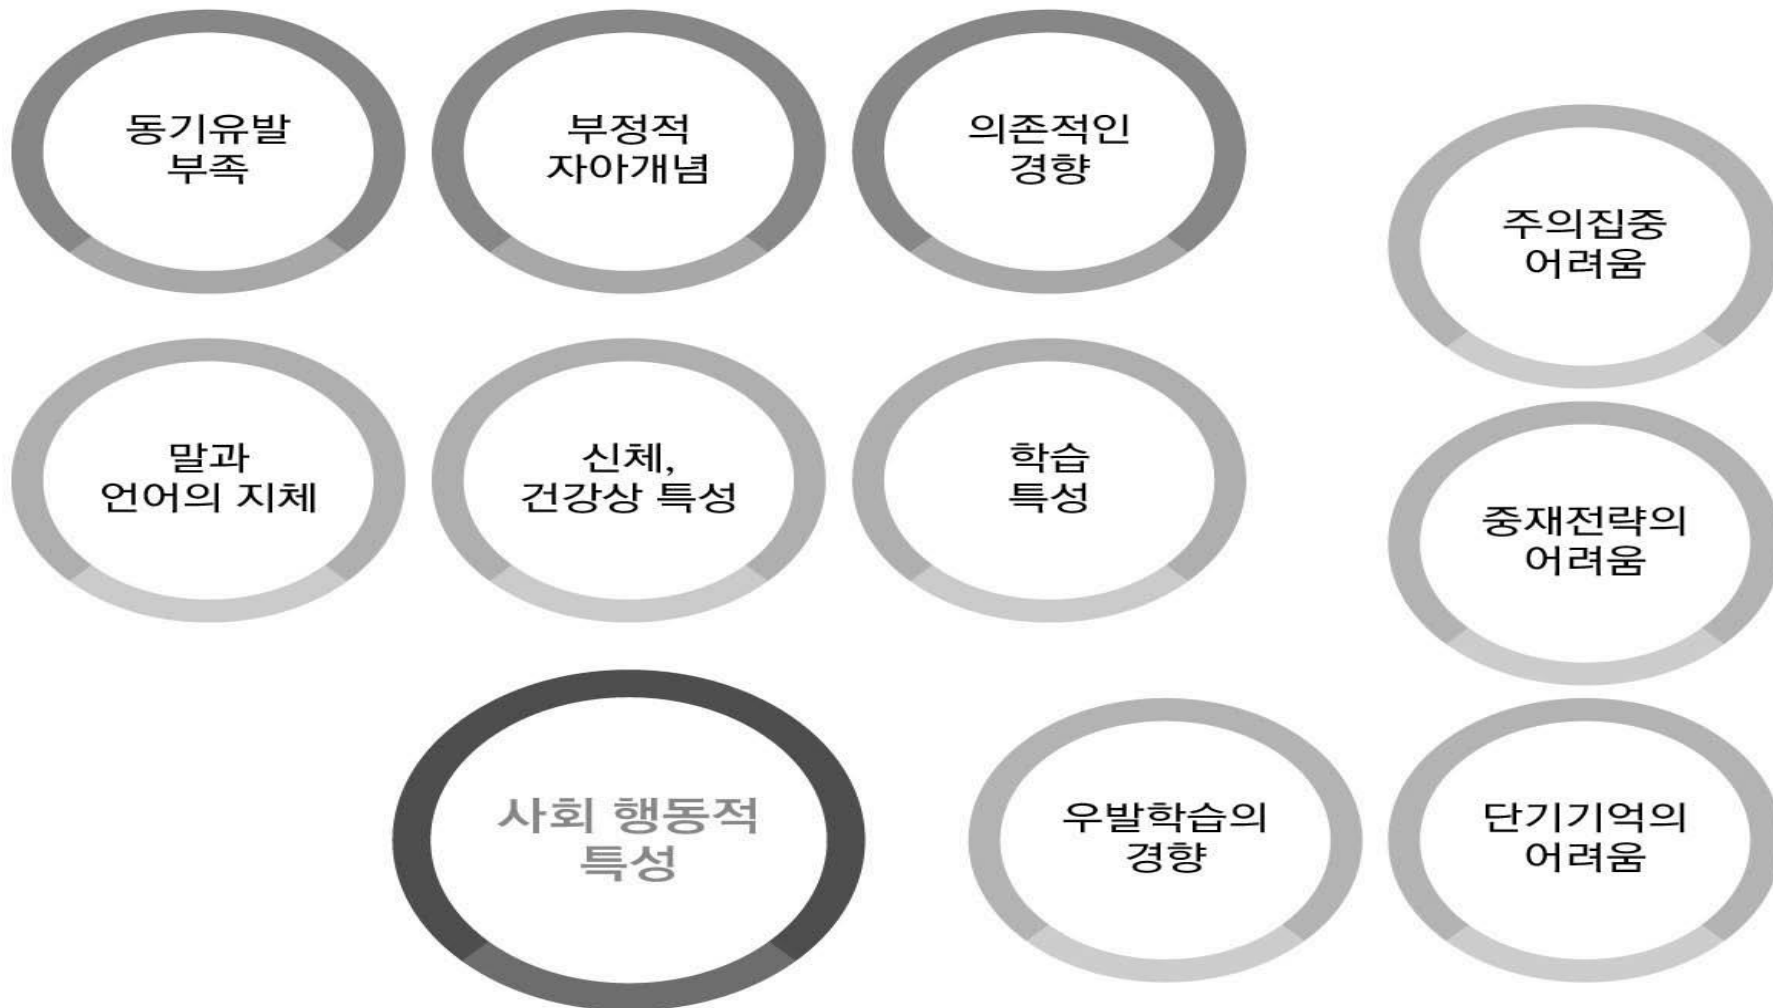 동기유발
부족
부정적
자아개념
의존적인
경향
주의집중
어려움
말과
언어의 지체
신체,
건강상 특성
학습
특성
중재전략의
어려움
사회 행동적
특성
우발학습의
경향
단기기억의
어려움